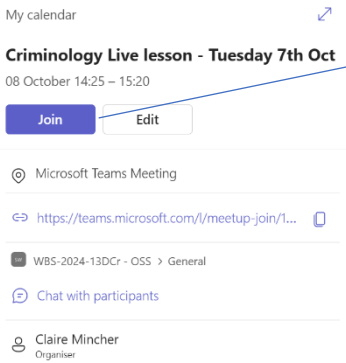 My calendar
Criminology Live lesson - Tuesday 7th Oct
08 October 14:25 – 15:20
Join Edit
Microsoft Teams Meeting
https://teams.microsoft.com/l/meetup-join/1...
WBS-2024-13DCr - OSS > General
Chat with participants
Claire Mincher
Organiser